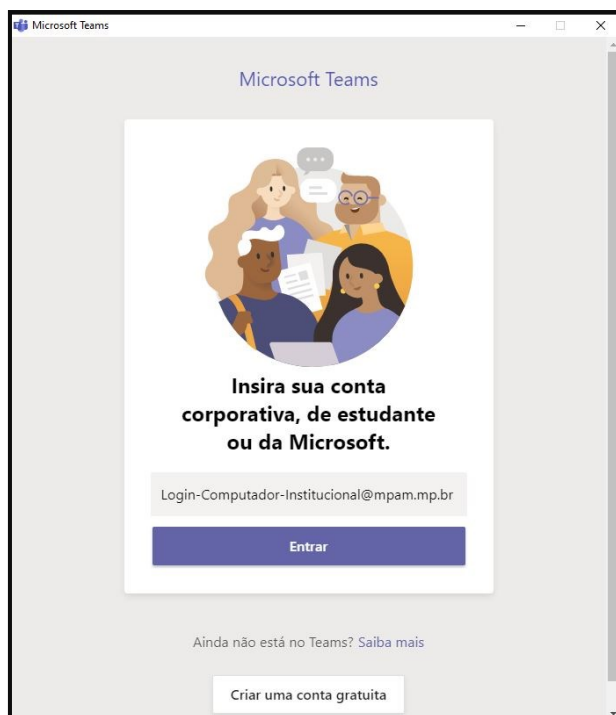 Microsoft Teams
Microsoft Teams
Insira sua conta
corporativa, de estudante
ou da Microsoft.
Login-Computador-Institucional@mpam.mp.br
Entrar
Ainda não está no Teams? Saiba mais
Criar uma conta gratuita